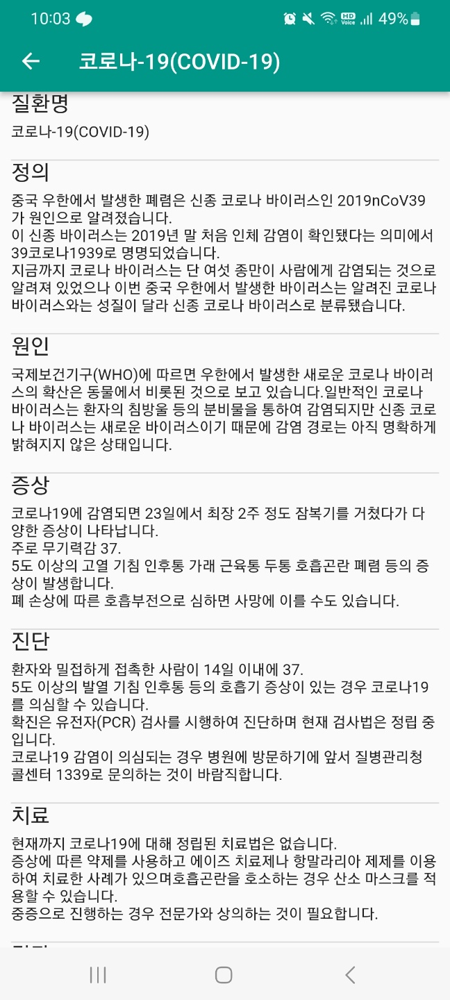 10:03
HD Voice 49%
코로나-19(COVID-19)
질환명
코로나-19(COVID-19)
정의
중국 우한에서 발생한 폐렴은 신종 코로나 바이러스인 2019nCoV39
가 원인으로 알려졌습니다.
이 신종 바이러스는 2019년 말 처음 인체 감염이 확인됐다는 의미에서
39코로나1939로 명명되었습니다.
지금까지 코로나 바이러스는 단 여섯 종만이 사람에게 감염되는 것으로
알려져 있었으나 이번 중국 우한에서 발생한 바이러스는 알려진 코로나
바이러스와는 성질이 달라 신종 코로나 바이러스로 분류됐습니다.
원인
국제보건기구(WHO)에 따르면 우한에서 발생한 새로운 코로나 바이러
스의 확산은 동물에서 비롯된 것으로 보고 있습니다.일반적인 코로나
바이러스는 환자의 침방울 등의 분비물을 통하여 감염되지만 신종 코로
나 바이러스는 새로운 바이러스이기 때문에 감염 경로는 아직 명확하게
밝혀지지 않은 상태입니다.
증상
코로나19에 감염되면 23일에서 최장 2주 정도 잠복기를 거쳤다가 다
양한 증상이 나타납니다.
주로 무기력감 37.
5도 이상의 고열 기침 인후통 가래 근육통 두통 호흡곤란 폐렴 등의 증
상이 발생합니다.
폐 손상에 따른 호흡부전으로 심하면 사망에 이를 수도 있습니다.
진단
환자와 밀접하게 접촉한 사람이 14일 이내에 37.
5도 이상의 발열 기침 인후통 등의 호흡기 증상이 있는 경우 코로나19
를 의심할 수 있습니다.
확진은 유전자(PCR) 검사를 시행하여 진단하며 현재 검사법은 정립 중
입니다.
코로나19 감염이 의심되는 경우 병원에 방문하기에 앞서 질병관리청
콜센터 1339로 문의하는 것이 바람직합니다.
치료
현재까지 코로나19에 대해 정립된 치료법은 없습니다.
증상에 따른 약제를 사용하고 에이즈 치료제나 항말라리아 제제를 이용
하여 치료한 사례가 있으며호흡곤란을 호소하는 경우 산소 마스크를 적
용할 수 있습니다.
중증으로 진행하는 경우 전문가와 상의하는 것이 필요합니다.